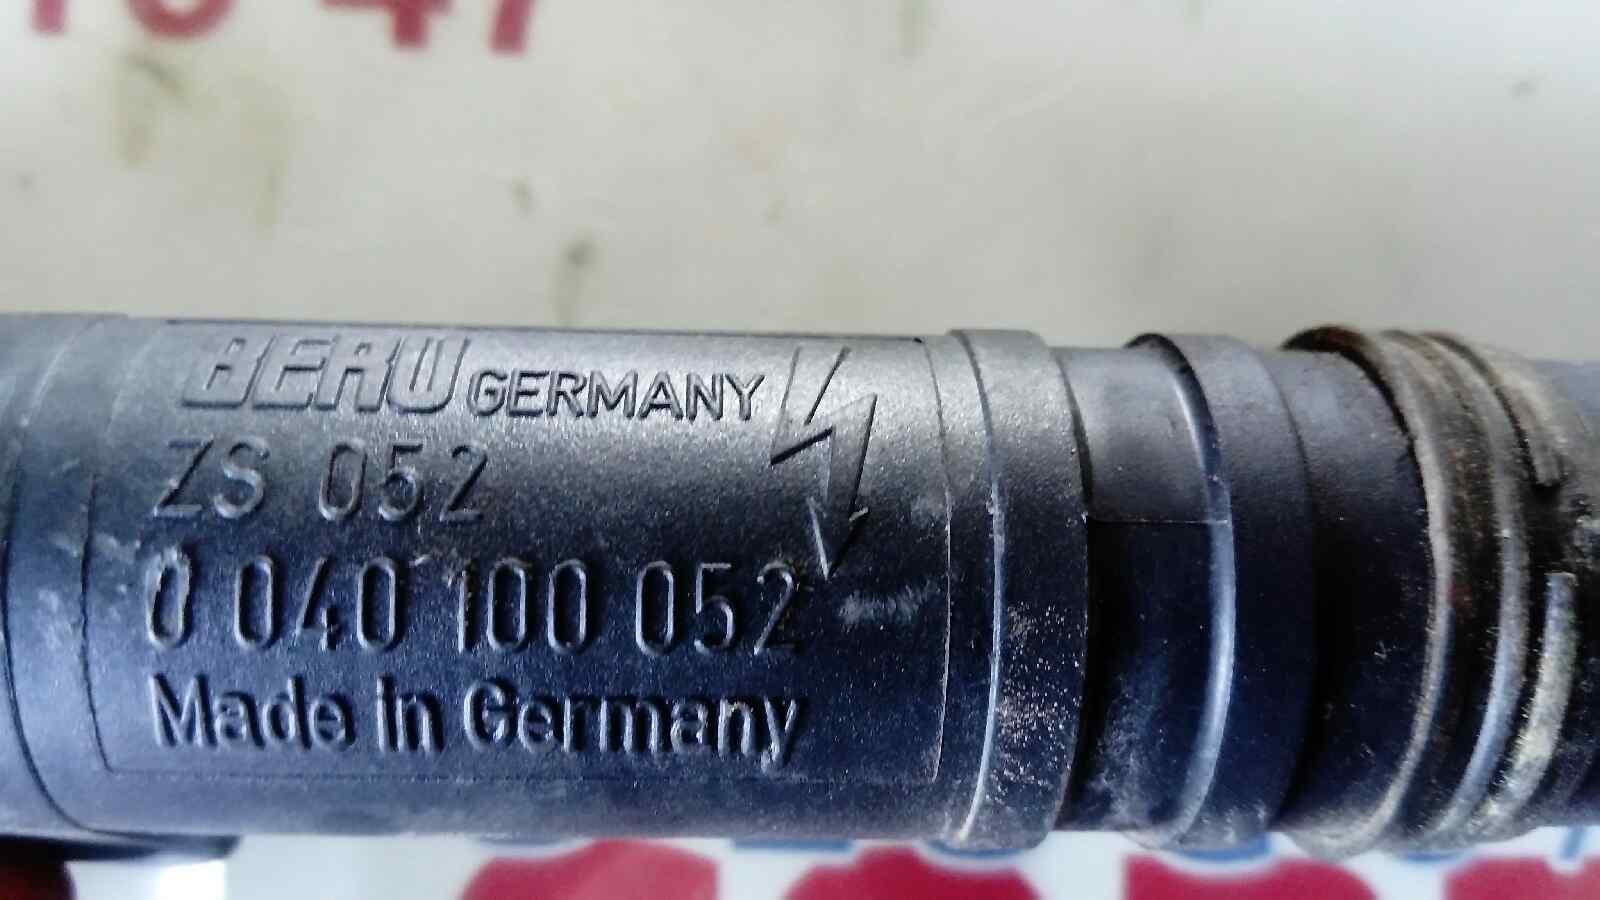 BERU GERMANY
ZS 052
0 040 100 052
Made in Germany